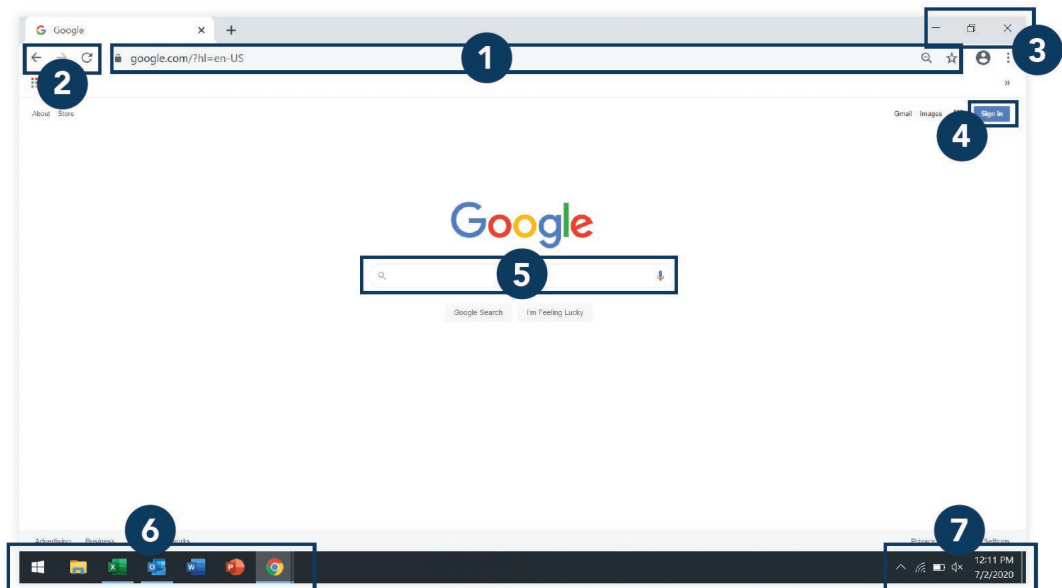 Google
1
google.com/?hl=en-US
3
2
About Store
Gmail Images
Sign in
4
Google
5
Google Search I'm Feeling Lucky
6
7
Advertising Business
Privacy Settings
12:11 PM
7/2/2020